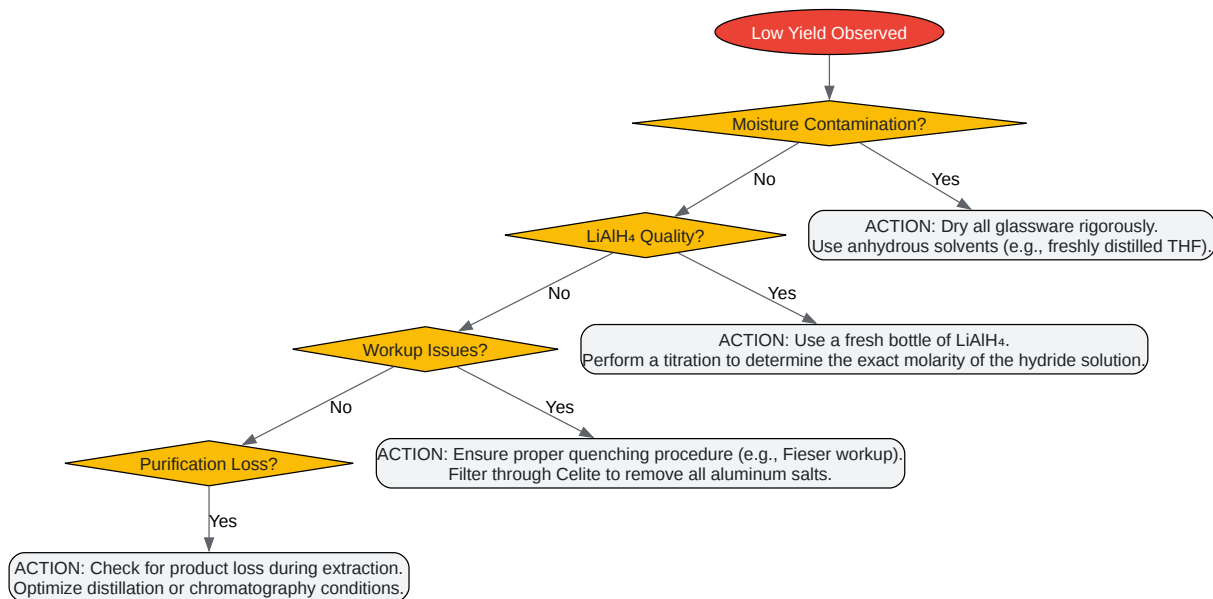 Low Yield Observed
Moisture Contamination?
No
Yes
LiAlH₄ Quality?
ACTION: Dry all glassware rigorously.
Use anhydrous solvents (e.g., freshly distilled THF).
No
Yes
Workup Issues?
ACTION: Use a fresh bottle of LiAlH₄.
Perform a titration to determine the exact molarity of the hydride solution.
No
Yes
Purification Loss?
ACTION: Ensure proper quenching procedure (e.g., Fieser workup).
Filter through Celite to remove all aluminum salts.
Yes
ACTION: Check for product loss during extraction.
Optimize distillation or chromatography conditions.